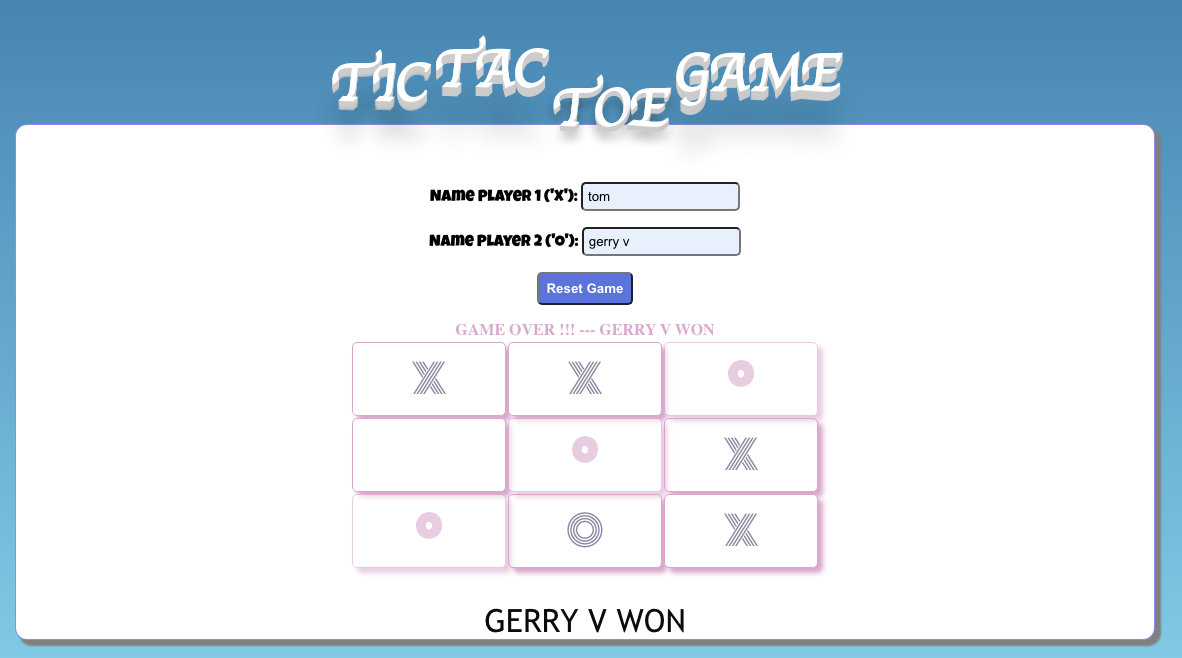 TIC TAC TOE GAME
Name Player 1 ('X'): tom
Name Player 2 ('O'): gerry v
Reset Game
GAME OVER !!! --- GERRY V WON
X X O
O X
O O X
GERRY V WON